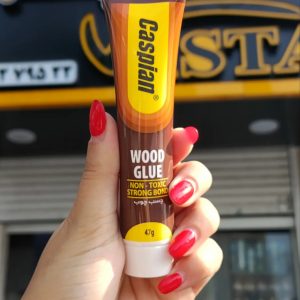 STA
Caspian®
WOOD
GLUE
NON - TOXIC
STRONG BOND
چسب چوب
47g